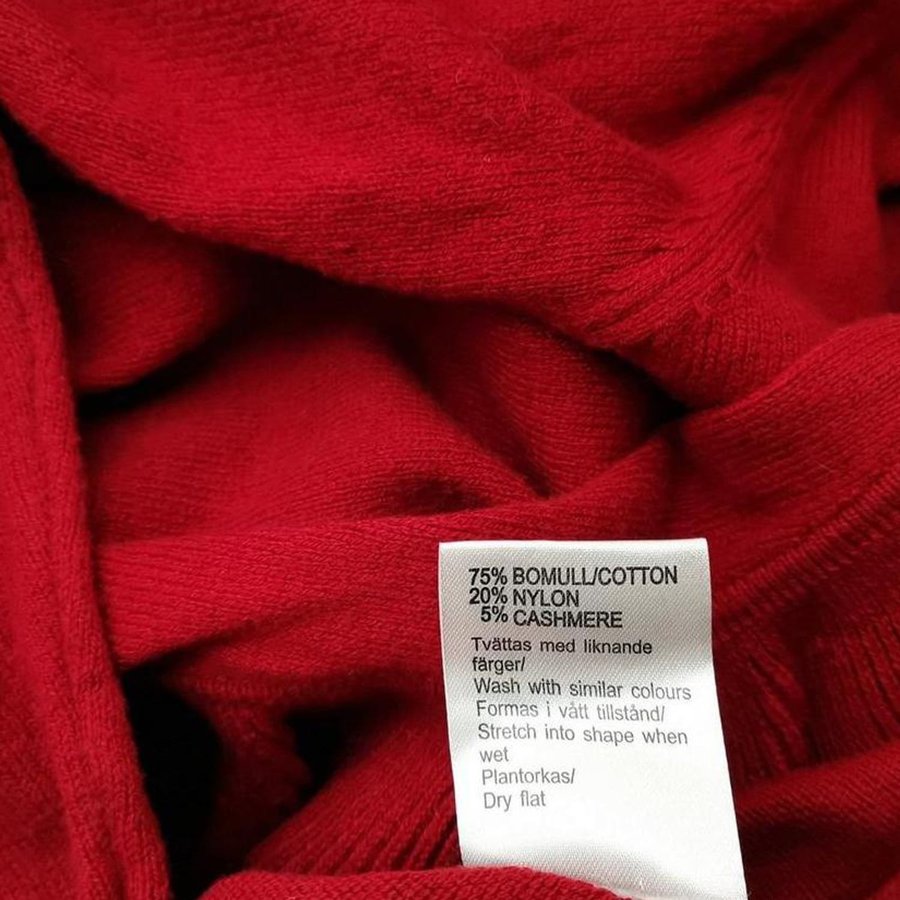 75% BOMULL/COTTON
20% NYLON
5% CASHMERE
Tvättas med liknande
färger/
Wash with similar colours
Formas i vått tillstånd/
Stretch into shape when
wet
Plantorkas/
Dry flat